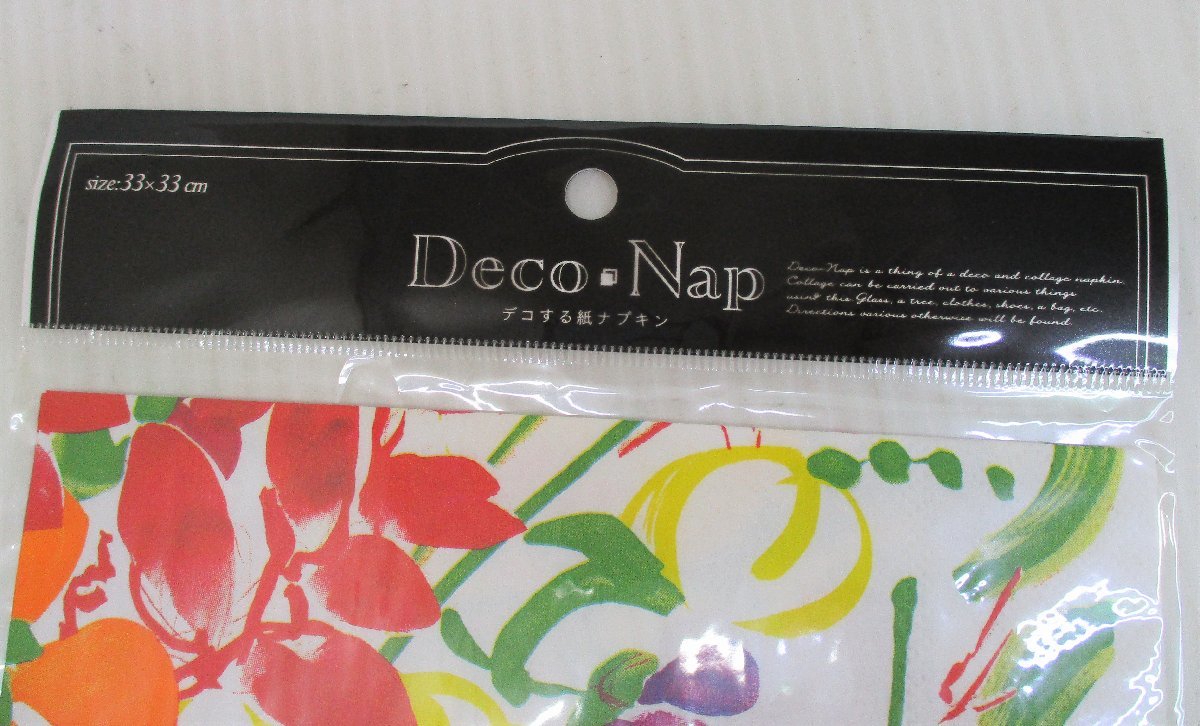 size:33×33 cm
Deco Nap
デコする紙ナプキン
Deco-Nap is a thing of a deco and collage napkin.
Collage can be carried out to various things
using this Glass, a tree, clothes, shoes, a bag, etc.
Directions various otherwise will be found.